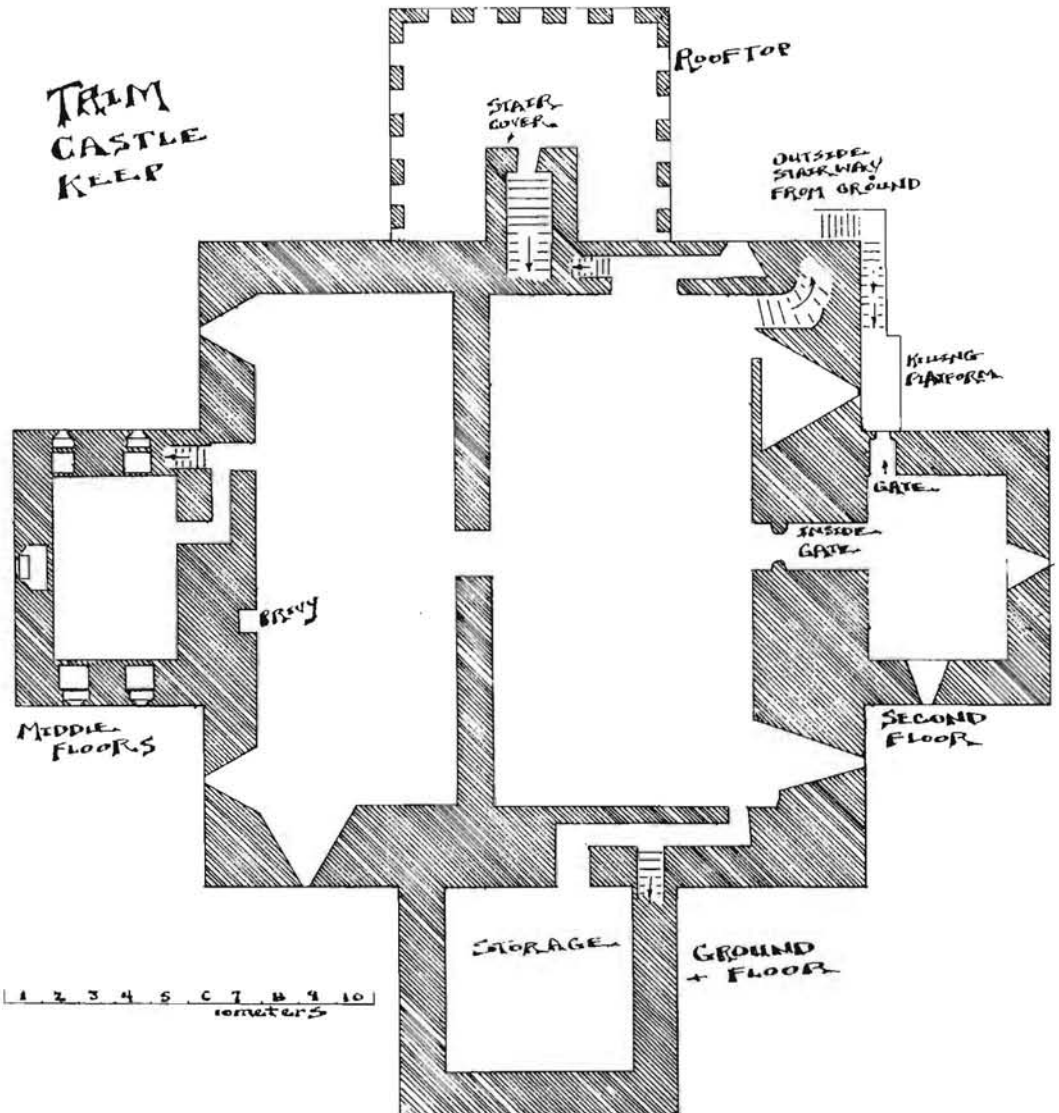 TRIM
CASTLE
KEEP
ROOFTOP
STAIR
COVER
OUTSIDE
STAIRWAY
FROM GROUND
KILLING
PLATFORM
GATE
INSIDE
GATE
PRIVY
MIDDLE
FLOORS
SECOND
FLOOR
STORAGE
GROUND
+ FLOOR
1 2 3 4 5 6 7 8 9 10
10meters